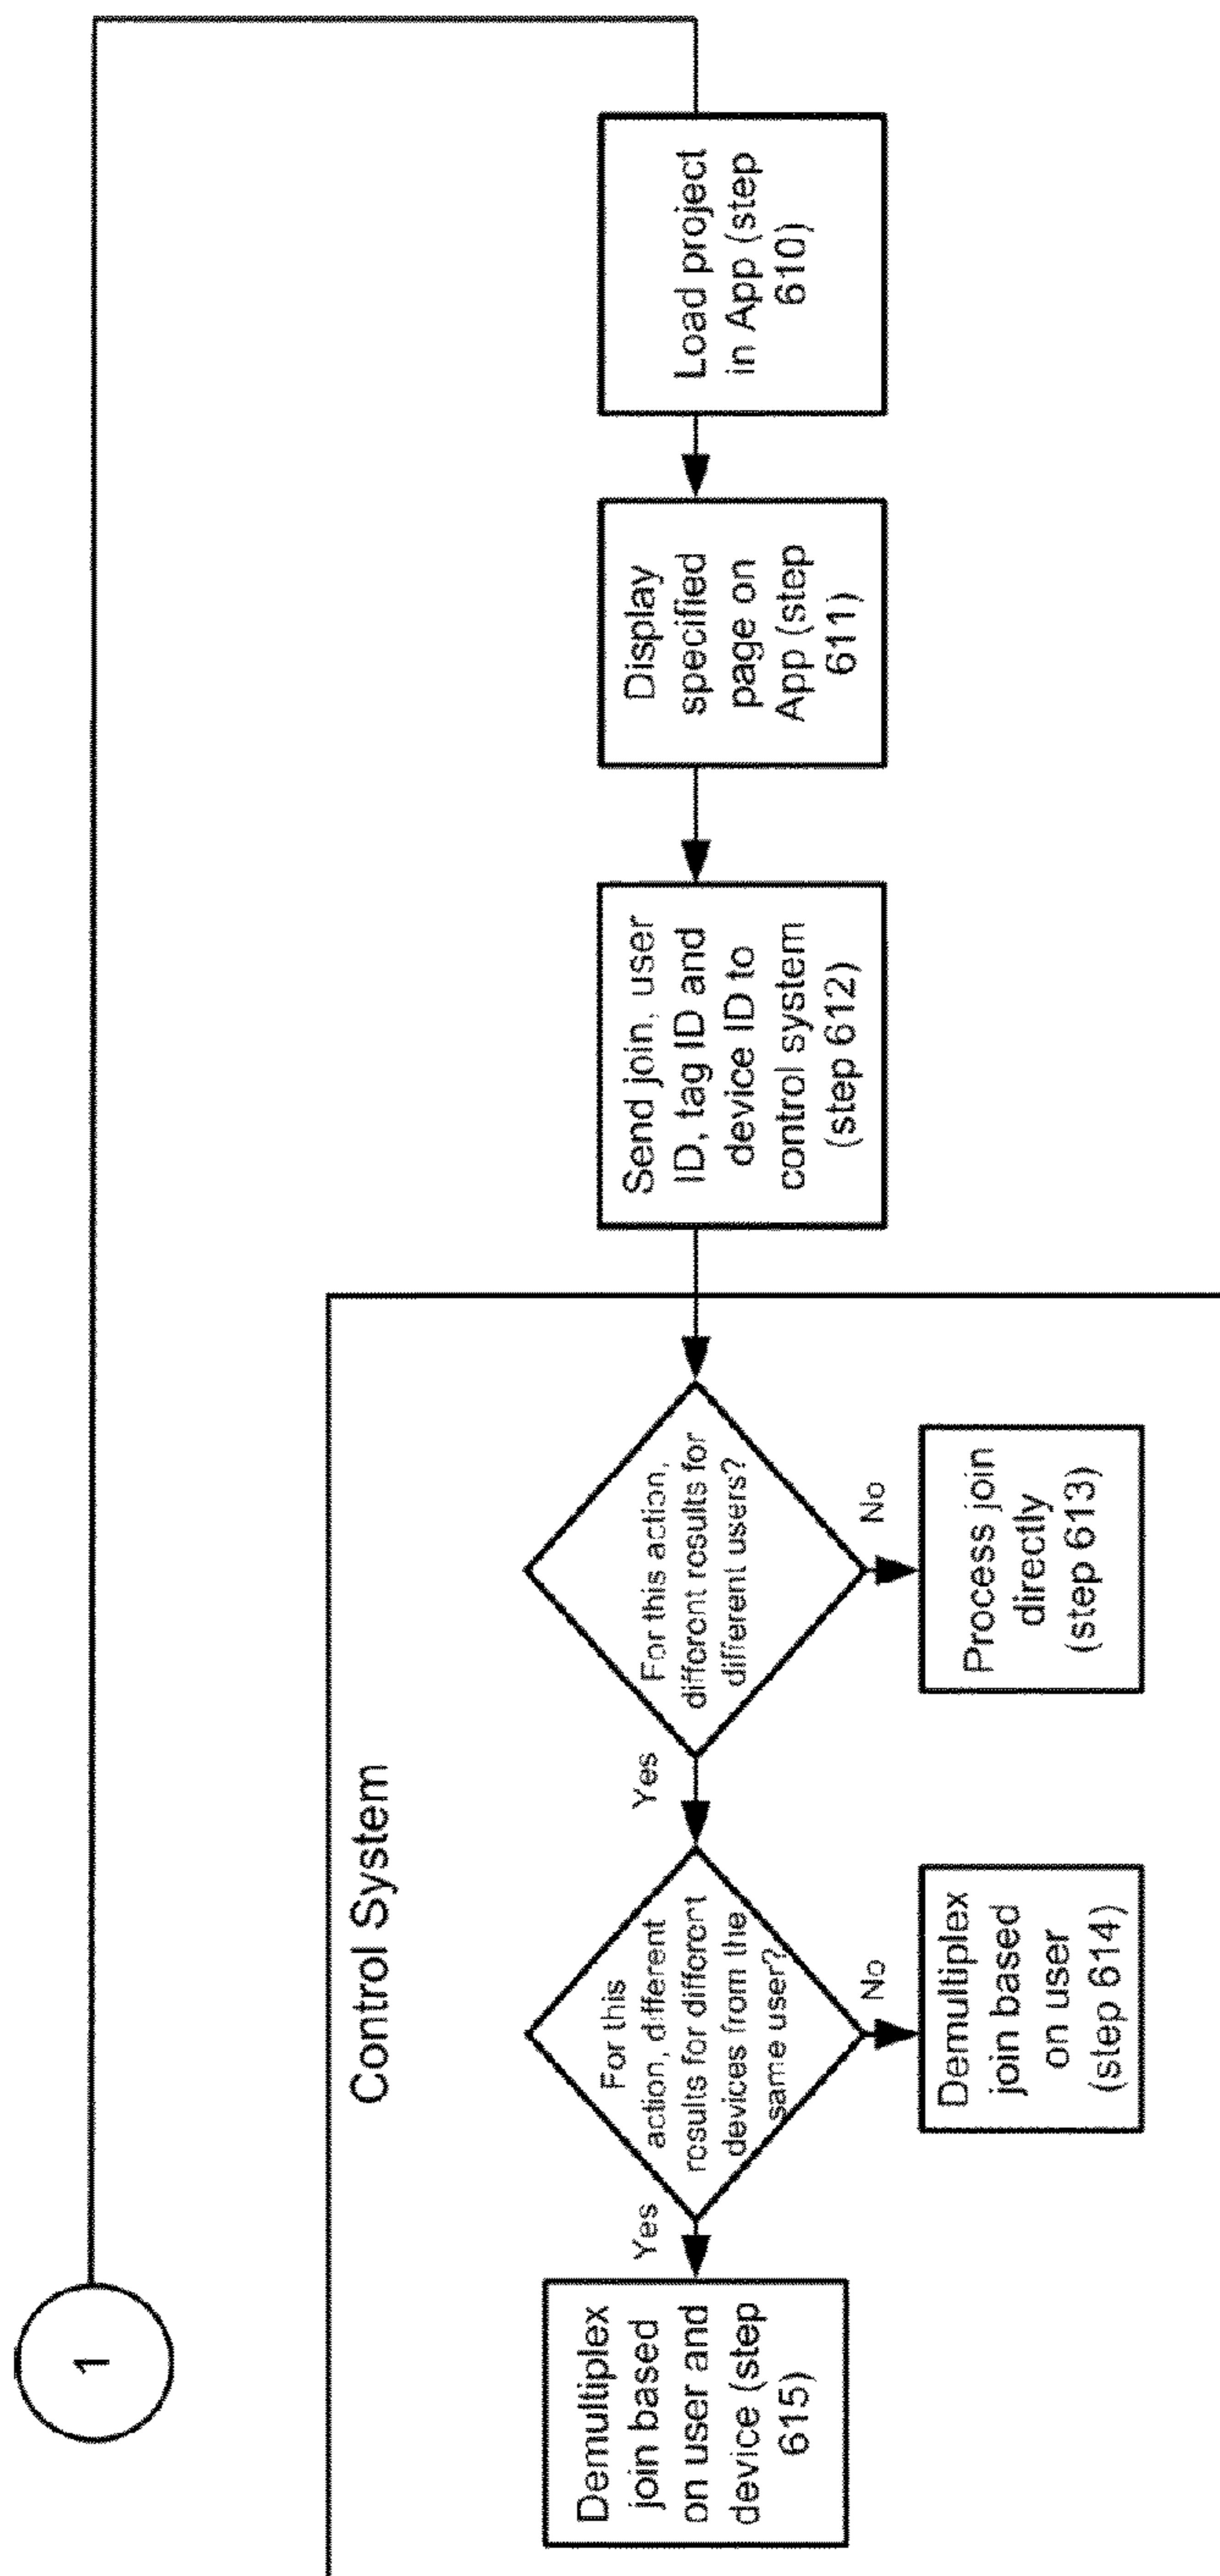 1
Load project
in App (step
610)
Display
specified
page on
App (step
611)
Send join, user
ID, tag ID and
device ID to
control system
(step 612)
Control System
For this action,
different results for
different users?
No
Process join
directly
(step 613)
Yes
For this
action, different
results for different
devices from the
same user?
No
Demultiplex
join based
on user
(step 614)
Yes
Demultiplex
join based
on user and
device (step
615)